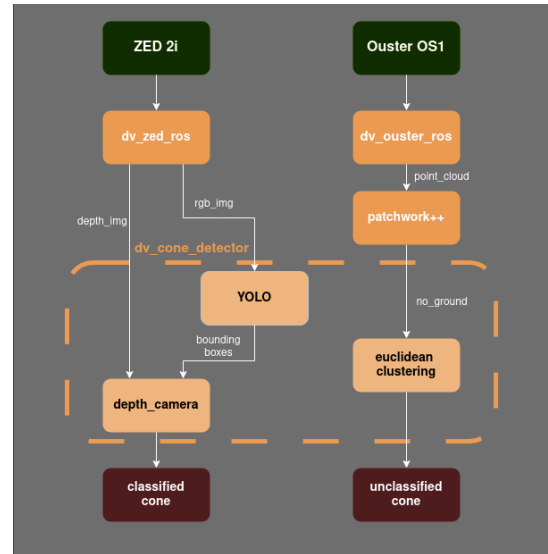 ZED 2i
Ouster OS1
dv_zed_ros
dv_ouster_ros
point_cloud
rgb_img
depth_img
patchwork++
dv_cone_detector
YOLO
no_ground
bounding
boxes
euclidean
clustering
depth_camera
classified
cone
unclassified
cone